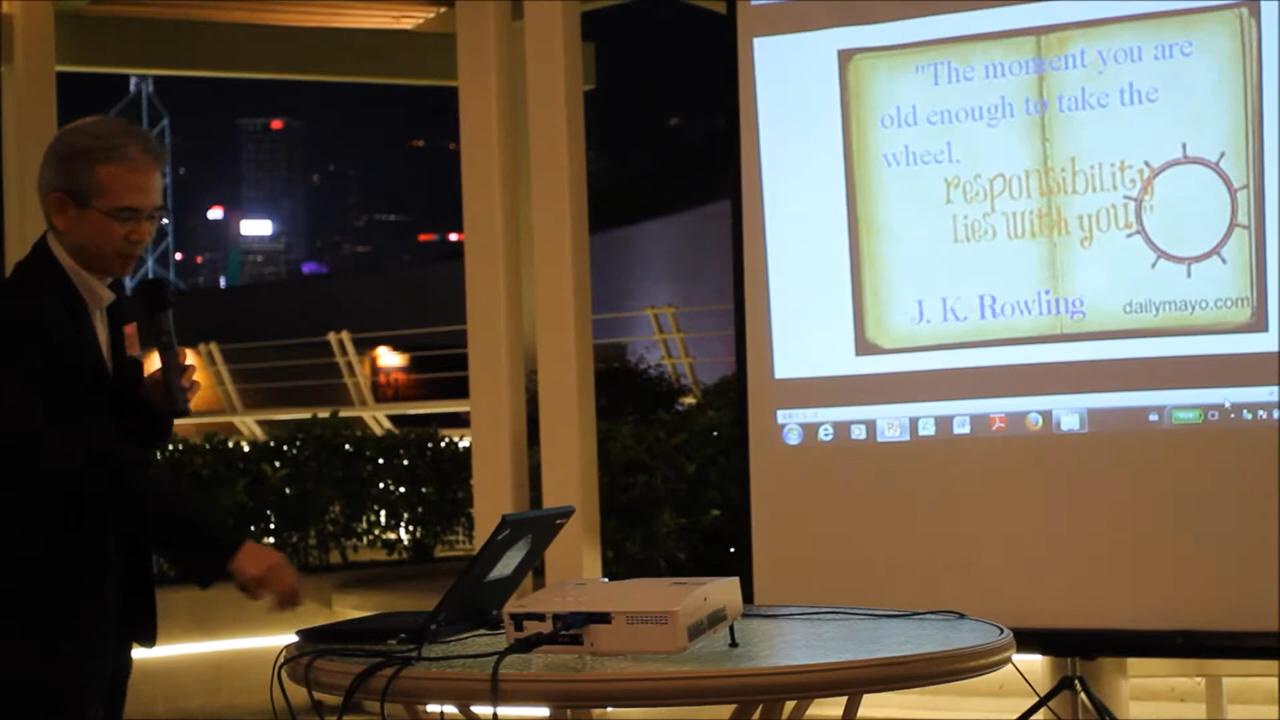 "The moment you are
old enough to take the
wheel.
responsibility
Lies with you!"
J. K. Rowling
dailymayo.com